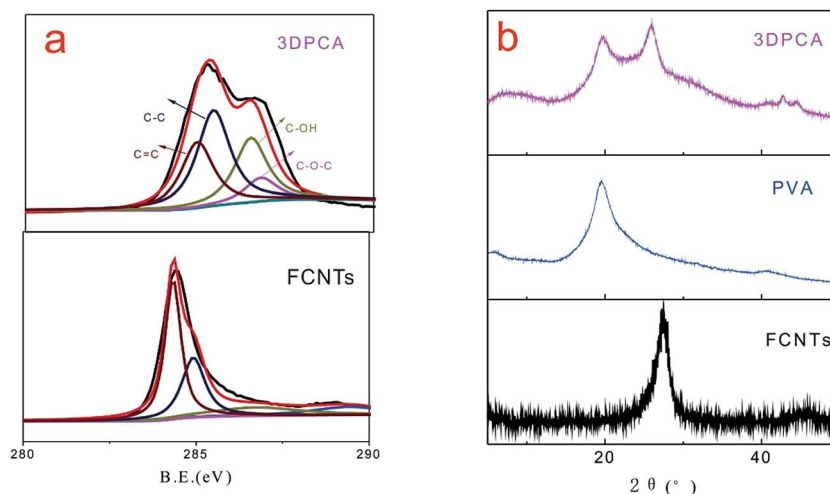 a
3DPCA
C-C
C-OH
C=C
C-O-C
FCNTs
280
285
290
B.E.(eV)
b
3DPCA
PVA
FCNTs
20
40
2 θ (°)